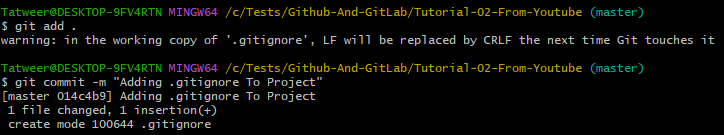 Tatweer@DESKTOP-9FV4RTN MINGW64 /c/Tests/Github-And-GitLab/Tutorial-02-From-Youtube (master)
$ git add .
warning: in the working copy of '.gitignore', LF will be replaced by CRLF the next time Git touches it
Tatweer@DESKTOP-9FV4RTN MINGW64 /c/Tests/Github-And-GitLab/Tutorial-02-From-Youtube (master)
$ git commit -m "Adding .gitignore To Project"
[master 014c4b9] Adding .gitignore To Project
1 file changed, 1 insertion(+)
create mode 100644 .gitignore